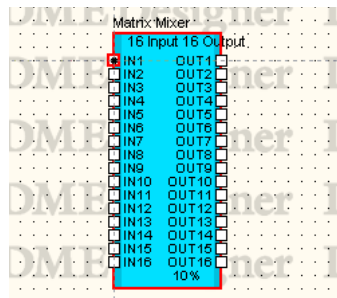 DME Designer
Matrix Mixer
16 Input 16 Output
IN1 OUT1
IN2 OUT2
IN3 OUT3
IN4 OUT4
IN5 OUT5
IN6 OUT6
IN7 OUT7
IN8 OUT8
IN9 OUT9
IN10 OUT10
IN11 OUT11
IN12 OUT12
IN13 OUT13
IN14 OUT14
IN15 OUT15
IN16 OUT16
10%